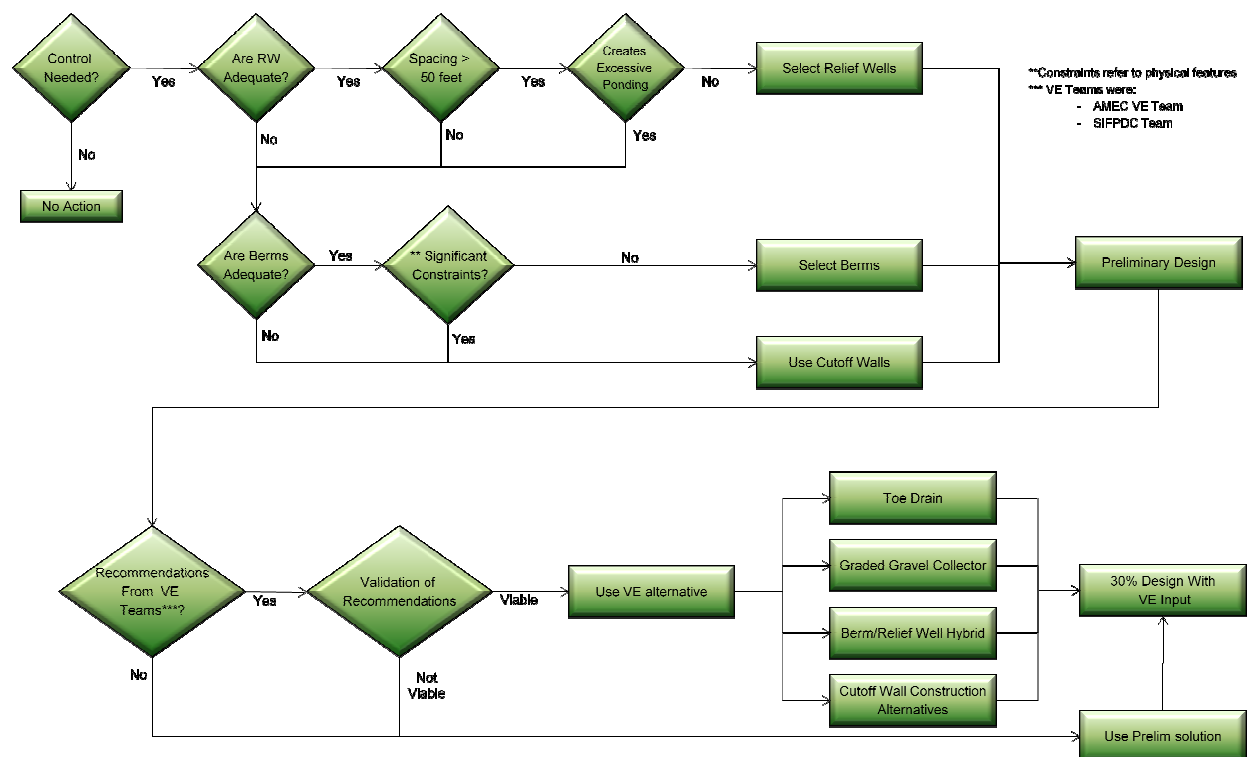 Control
Needed?
Yes
Are RW
Adequate?
Yes
Spacing >
50 feet
Yes
Creates
Excessive
Ponding
No
Select Relief Wells
**Constraints refer to physical features
*** VE Teams were:
- AMEC VE Team
- SIFPDC Team
No
No
No
Yes
No Action
Are Berms
Adequate?
Yes
** Significant
Constraints?
No
Select Berms
Preliminary Design
No
Yes
Use Cutoff Walls
Recommendations
From VE
Teams***?
Yes
Validation of
Recommendations
Viable
Use VE alternative
Toe Drain
Graded Gravel Collector
Berm/Relief Well Hybrid
Cutoff Wall Construction
Alternatives
30% Design With
VE Input
No
Not
Viable
Use Prelim solution